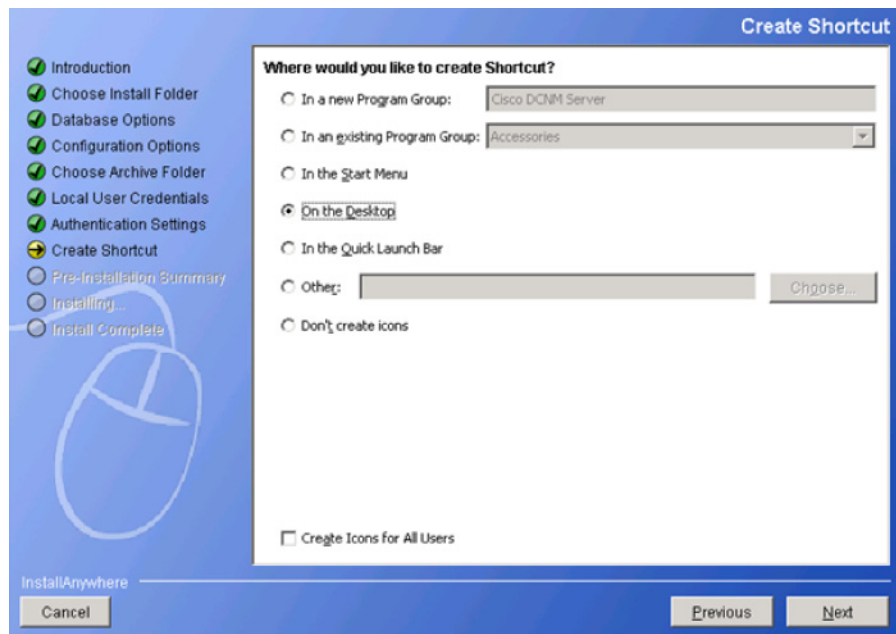 Create Shortcut
Introduction
Choose Install Folder
Database Options
Configuration Options
Choose Archive Folder
Local User Credentials
Authentication Settings
Create Shortcut
Pre-Installation Summary
Installing...
Install Complete
Where would you like to create Shortcut?
In a new Program Group: Cisco DCNM Server
In an existing Program Group: Accessories
In the Start Menu
On the Desktop
In the Quick Launch Bar
Other: Choose...
Don't create icons
Create Icons for All Users
InstallAnywhere
Cancel Previous Next